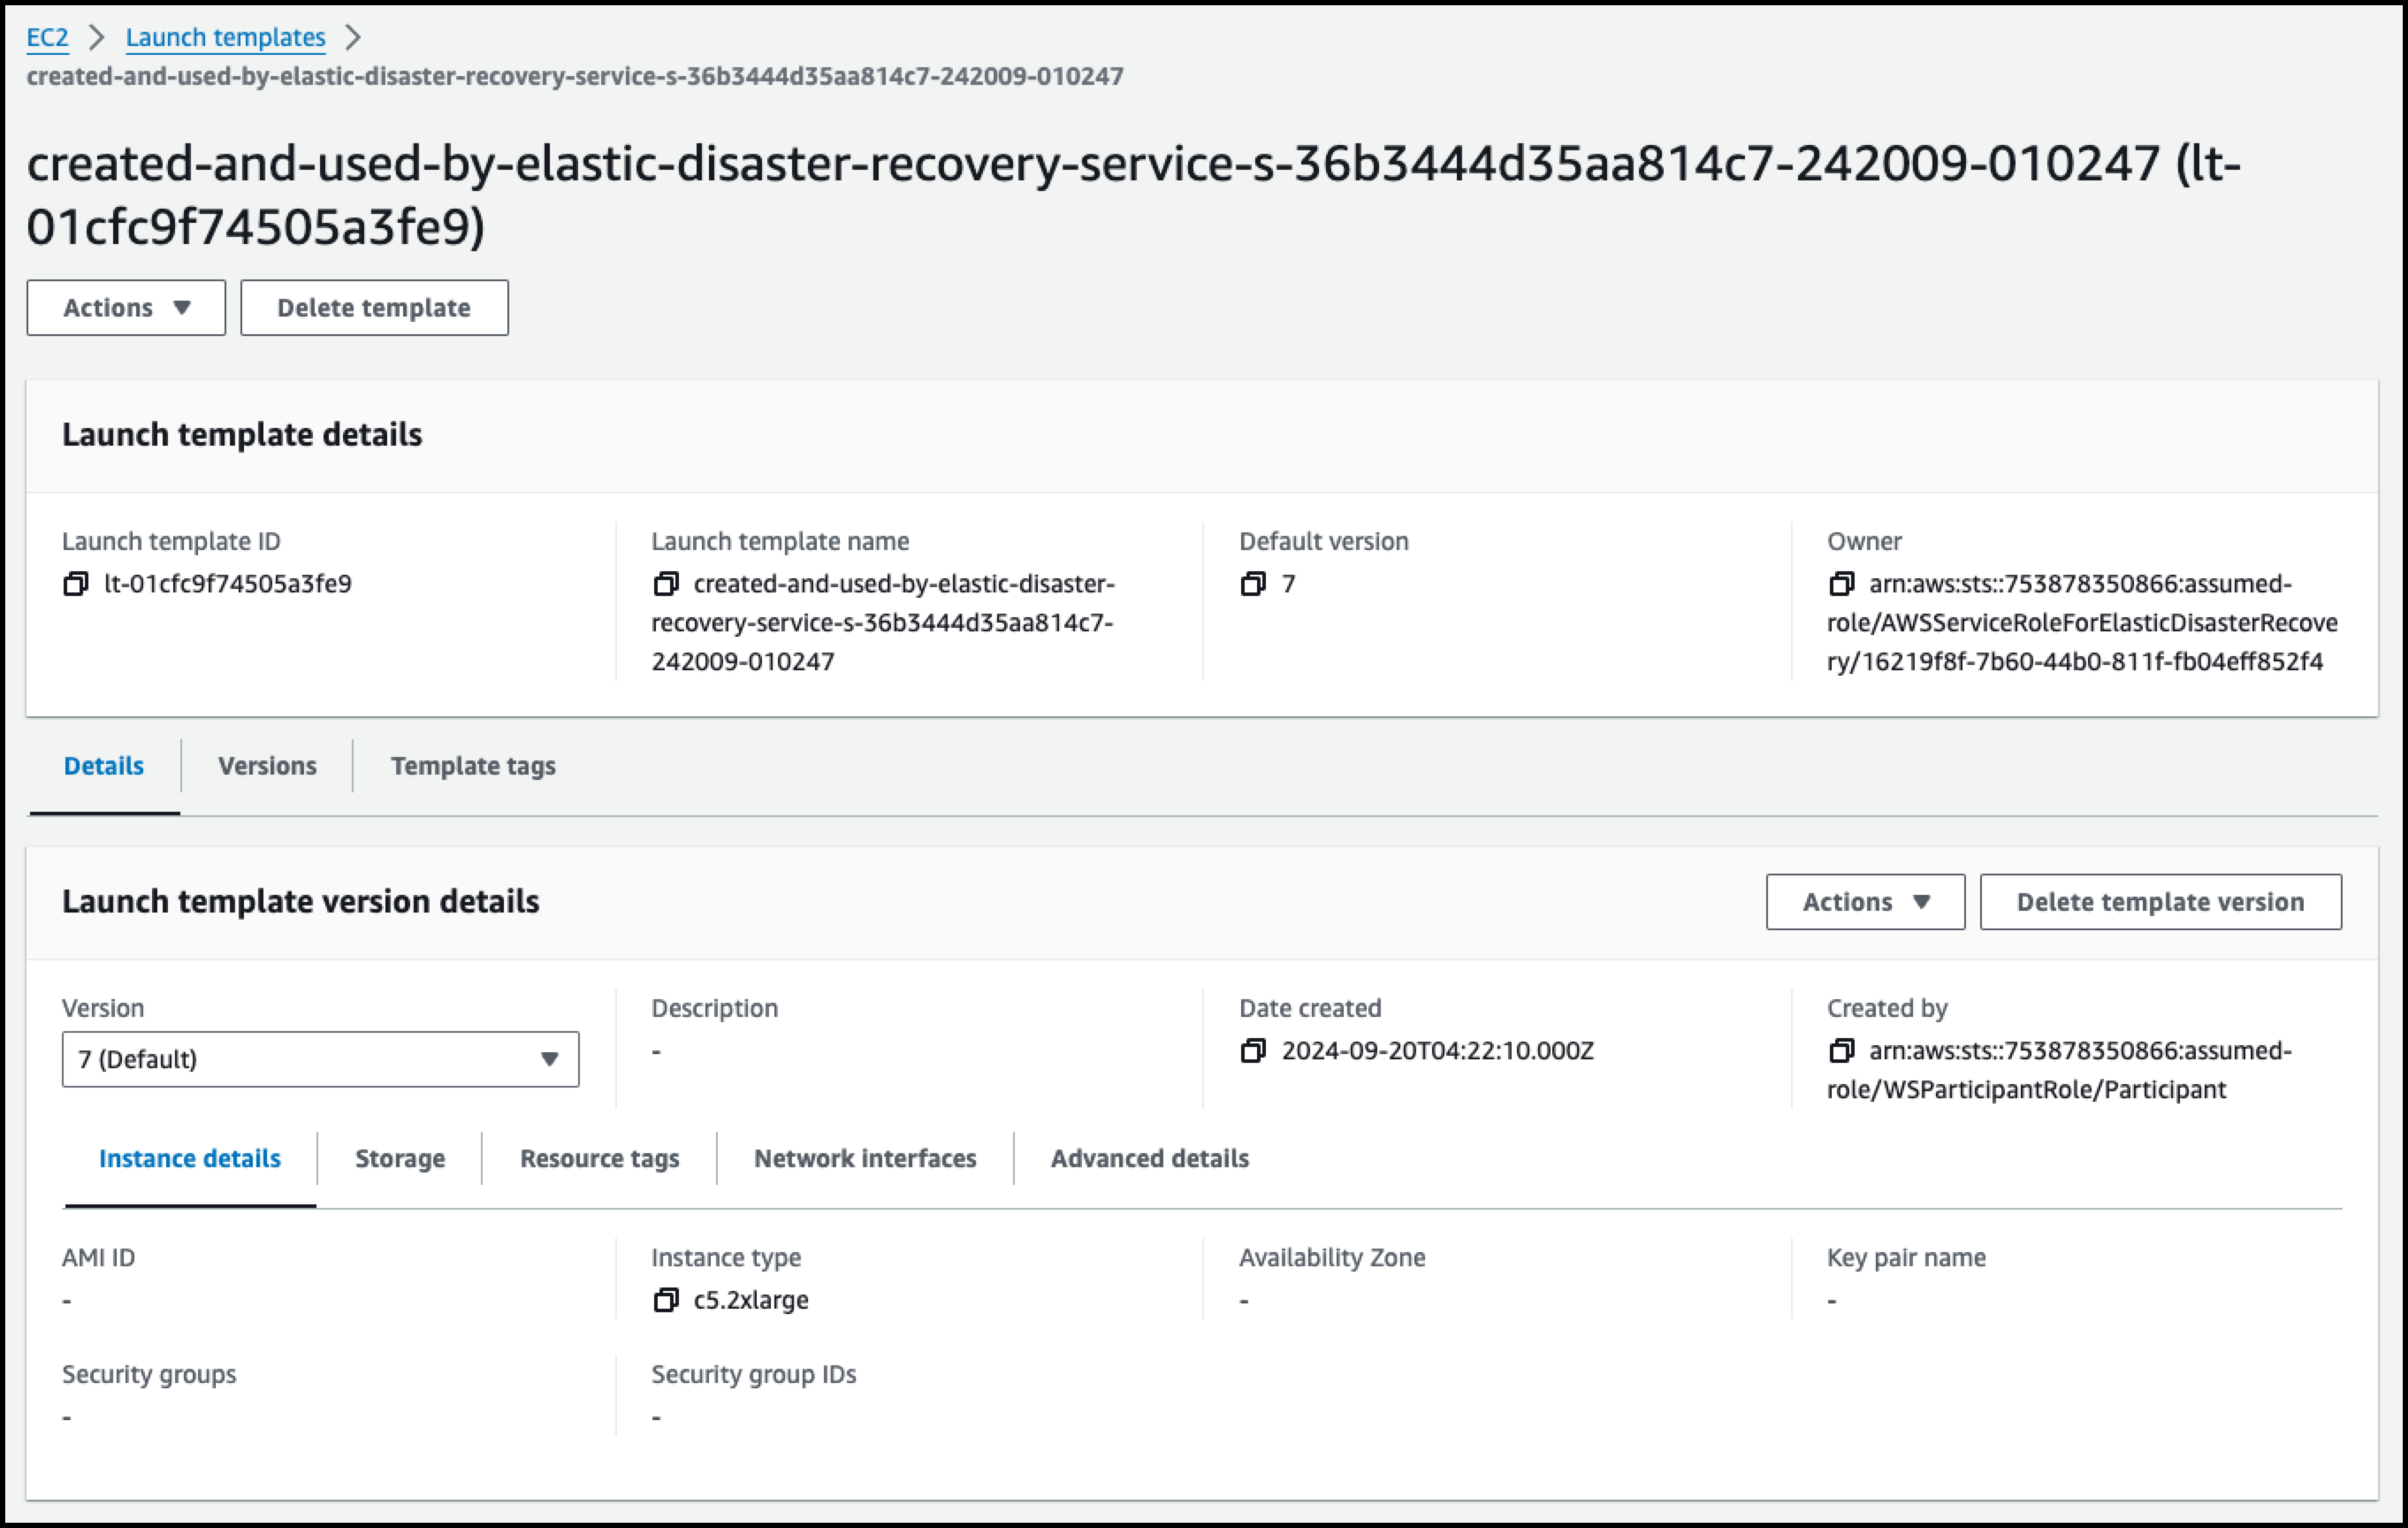 EC2 > Launch templates >
created-and-used-by-elastic-disaster-recovery-service-s-36b3444d35aa814c7-242009-010247
created-and-used-by-elastic-disaster-recovery-service-s-36b3444d35aa814c7-242009-010247 (lt-
01cfc9f74505a3fe9)
Actions ▼ Delete template
Launch template details
Launch template ID
lt-01cfc9f74505a3fe9
Launch template name
created-and-used-by-elastic-disaster-
recovery-service-s-36b3444d35aa814c7-
242009-010247
Default version
7
Owner
arn:aws:sts::753878350866:assumed-
role/AWSServiceRoleForElasticDisasterRecove
ry/16219f8f-7b60-44b0-811f-fb04eff852f4
Details Versions Template tags
Launch template version details
Actions ▼ Delete template version
Version
7 (Default)
Description
-
Date created
2024-09-20T04:22:10.000Z
Created by
arn:aws:sts::753878350866:assumed-
role/WSParticipantRole/Participant
Instance details Storage Resource tags Network interfaces Advanced details
AMI ID
-
Instance type
c5.2xlarge
Availability Zone
-
Key pair name
-
Security groups
-
Security group IDs
-